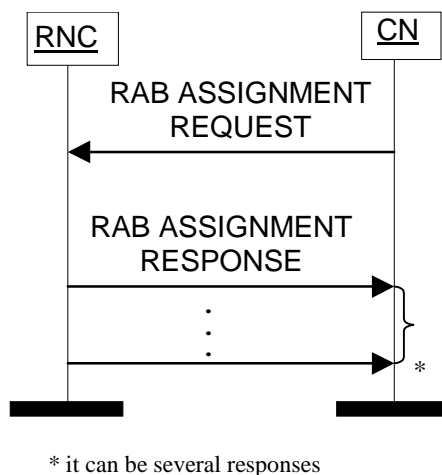 RNC
CN
RAB ASSIGNMENT
REQUEST
RAB ASSIGNMENT
RESPONSE
*
* it can be several responses